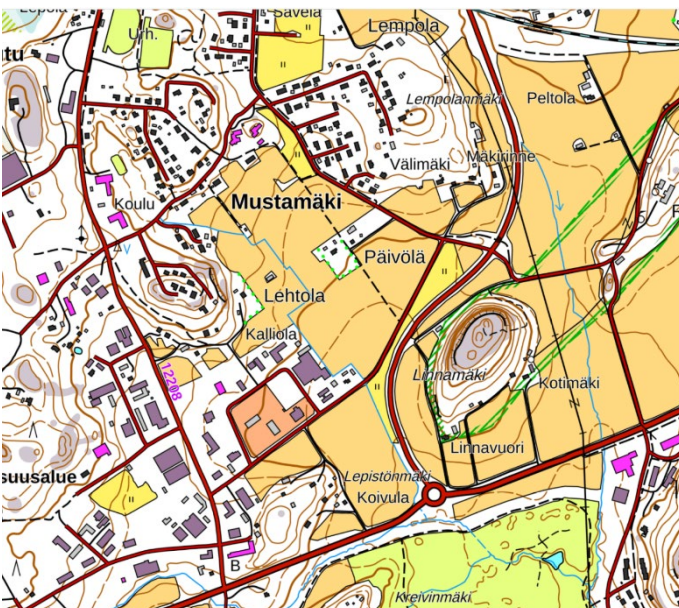 Savela
Lempola
Urh.
tu
Lempolanmäki
Peltola
Välimäki
Mäkirinne
Koulu
Mustamäki
Päivölä
Lehtola
Kalliola
12208
Linnamäki
Kotimäki
Linnavuori
suusalue
Lepistönmäki
Koivula
B
Kreivinmäki